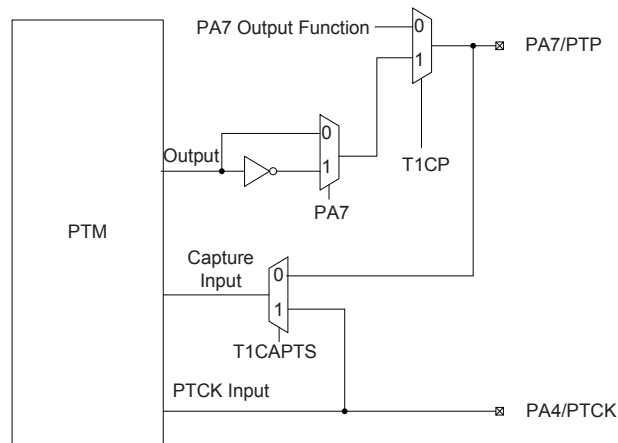 PA7 Output Function
0
1
PA7/PTP
T1CP
Output
0
1
PA7
PTM
Capture
Input
0
1
T1CAPTS
PTCK Input
PA4/PTCK